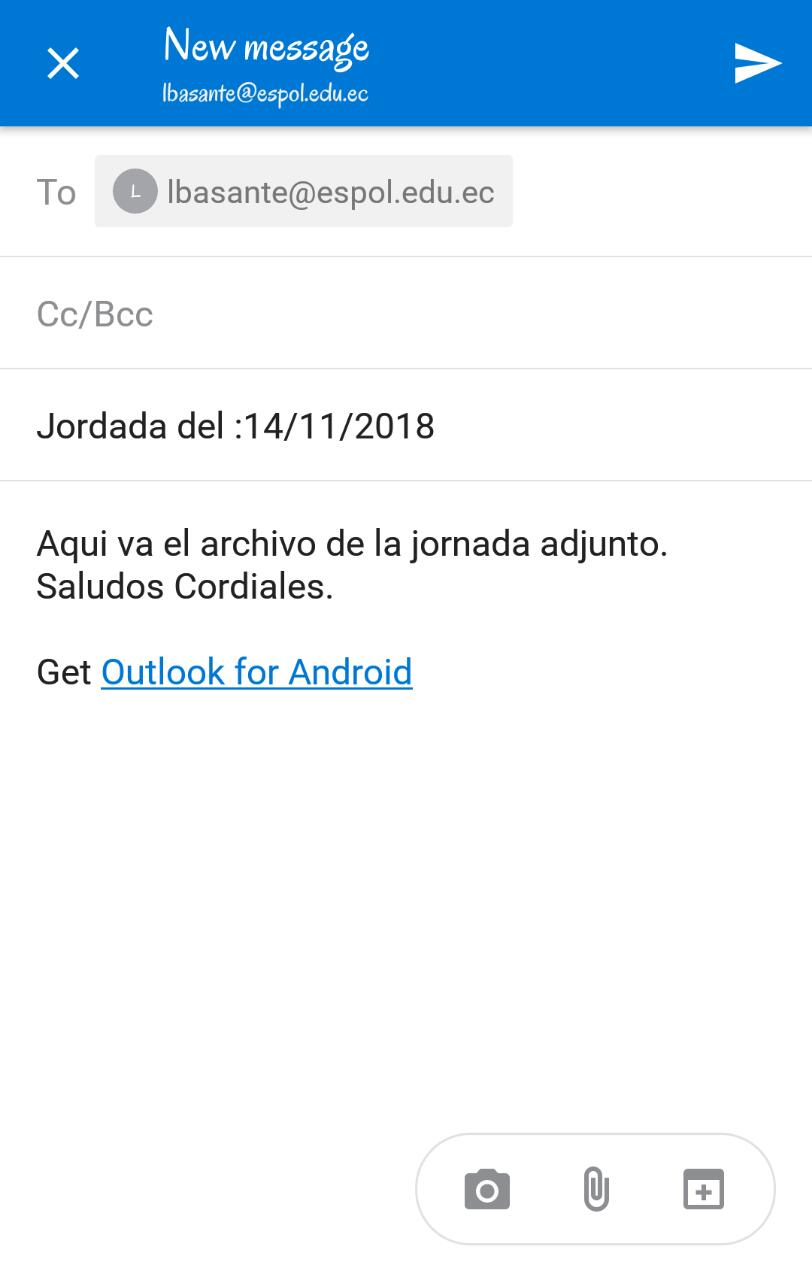 New message
lbasante@espol.edu.ec
To L lbasante@espol.edu.ec
Cc/Bcc
Jordada del :14/11/2018
Aqui va el archivo de la jornada adjunto.
Saludos Cordiales.
Get Outlook for Android